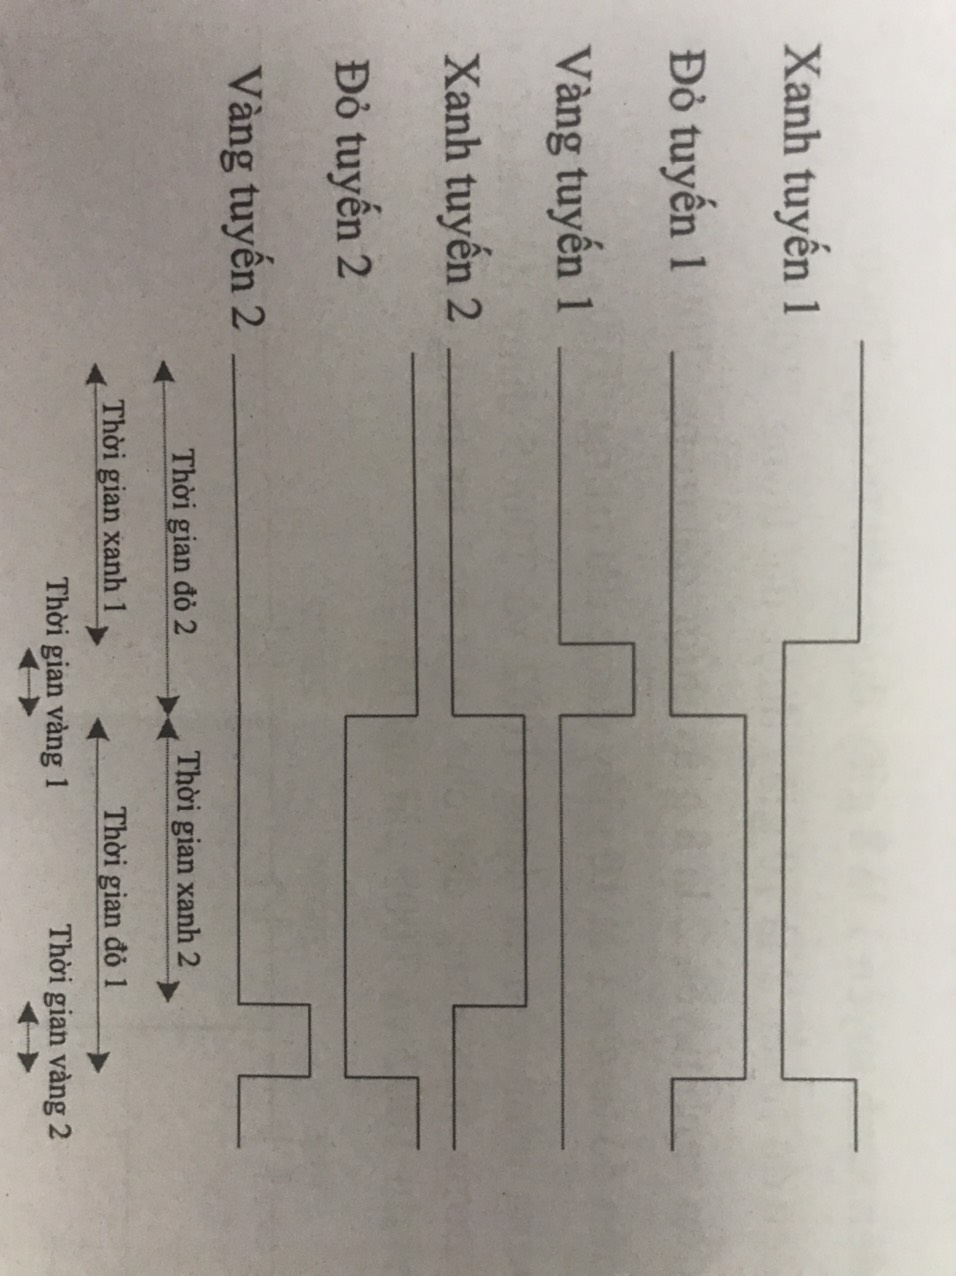 Xanh tuyến 1
Đỏ tuyến 1
Vàng tuyến 1
Xanh tuyến 2
Đỏ tuyến 2
Vàng tuyến 2
Thời gian đỏ 2
Thời gian xanh 2
Thời gian xanh 1
Thời gian đỏ 1
Thời gian vàng 1
Thời gian vàng 2